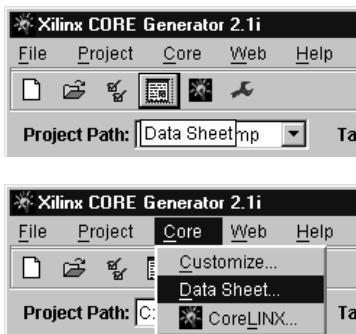 Xilinx CORE Generator 2.1i
File Project Core Web Help
Project Path: Data Sheet mp Ta
Xilinx CORE Generator 2.1i
File Project Core Web Help
Customize...
Data Sheet...
Project Path: C: CoreLINX... Ta